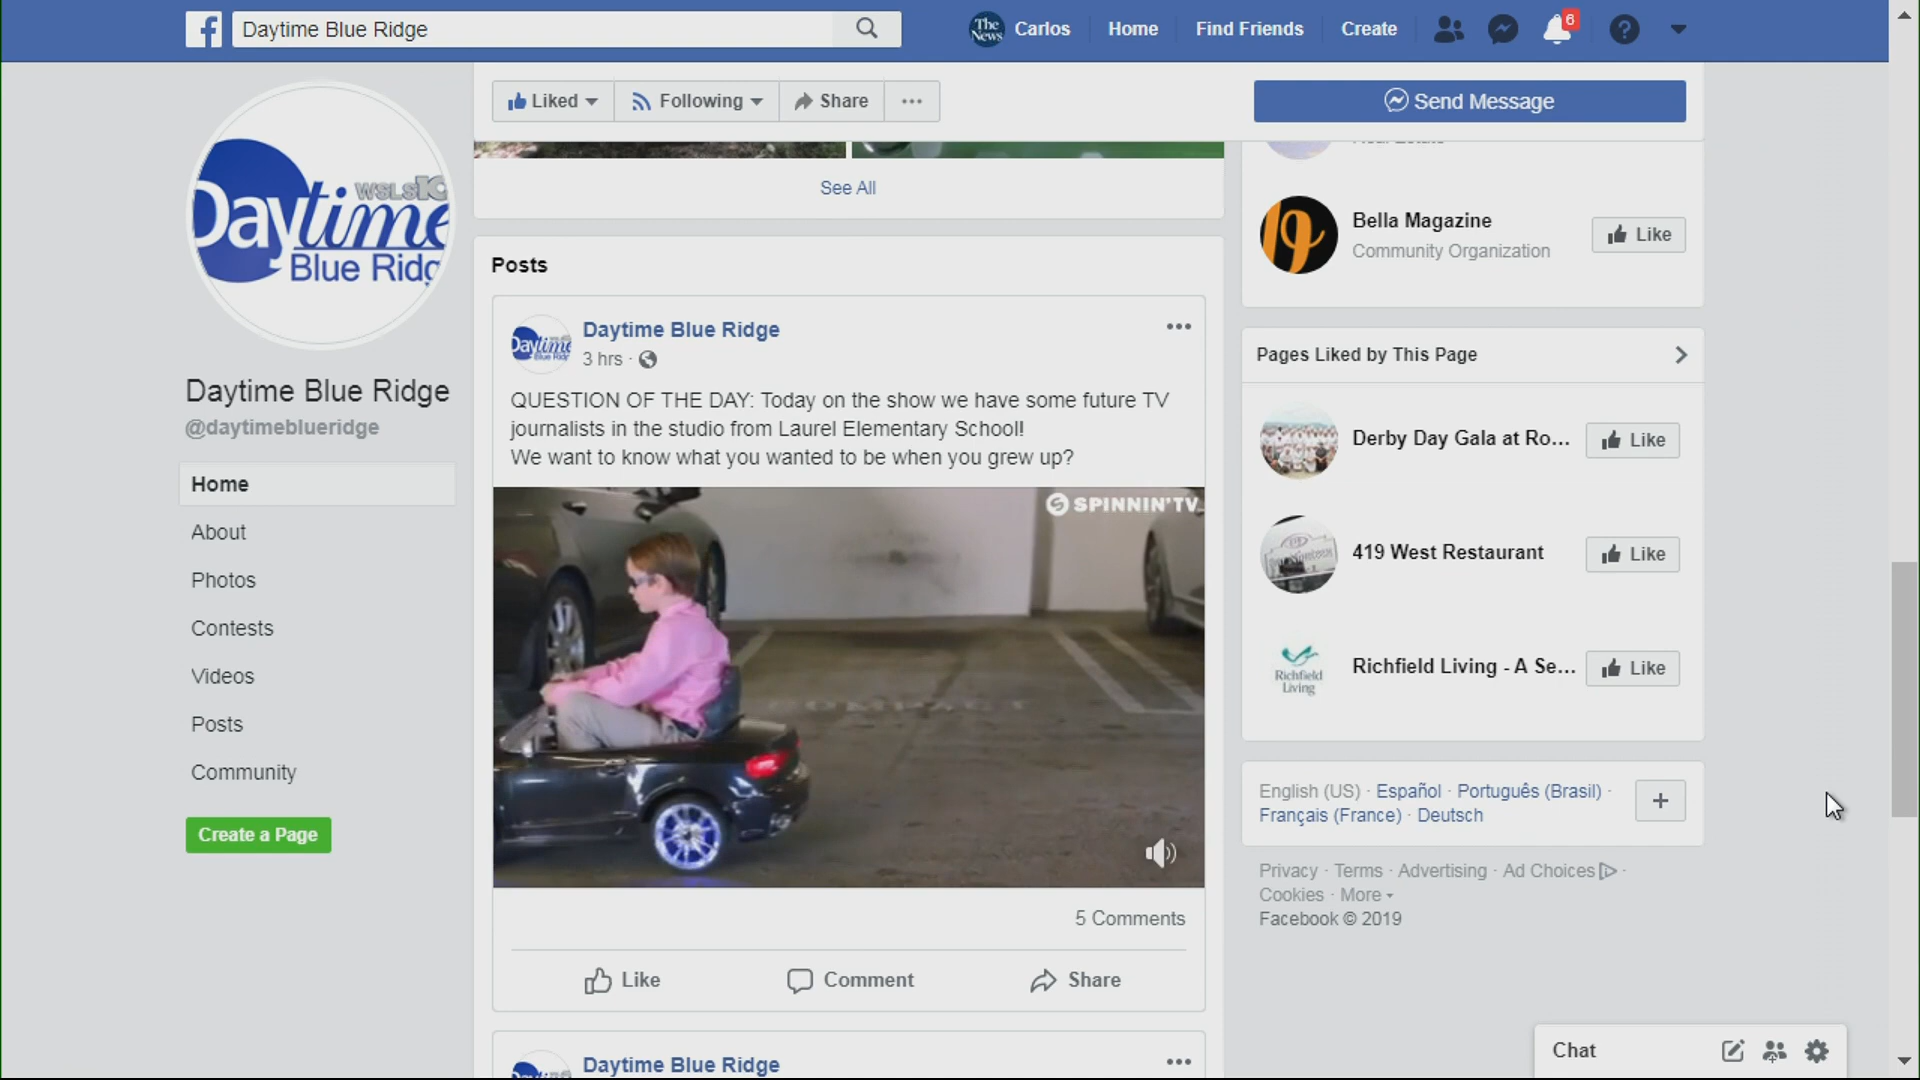 Daytime Blue Ridge
The News
Carlos
Home
Find Friends
Create
6
Liked
Following
Share
Send Message
WSLS10
Daytime
Blue Ridg
Daytime Blue Ridge
@daytimeblueridge
Home
About
Photos
Contests
Videos
Posts
Community
Create a Page
See All
Posts
Daytime Blue Ridge
3 hrs ·
QUESTION OF THE DAY: Today on the show we have some future TV
journalists in the studio from Laurel Elementary School!
We want to know what you wanted to be when you grew up?
SPINNIN'TV
COMPACT
5 Comments
Like
Comment
Share
Daytime Blue Ridge
Bella Magazine
Community Organization
Like
Pages Liked by This Page
Derby Day Gala at Ro...
Like
419 West Restaurant
Like
Richfield
Living
Richfield Living - A Se...
Like
English (US) · Español · Português (Brasil) ·
Français (France) · Deutsch
Privacy · Terms · Advertising · Ad Choices ·
Cookies · More
Facebook © 2019
Chat